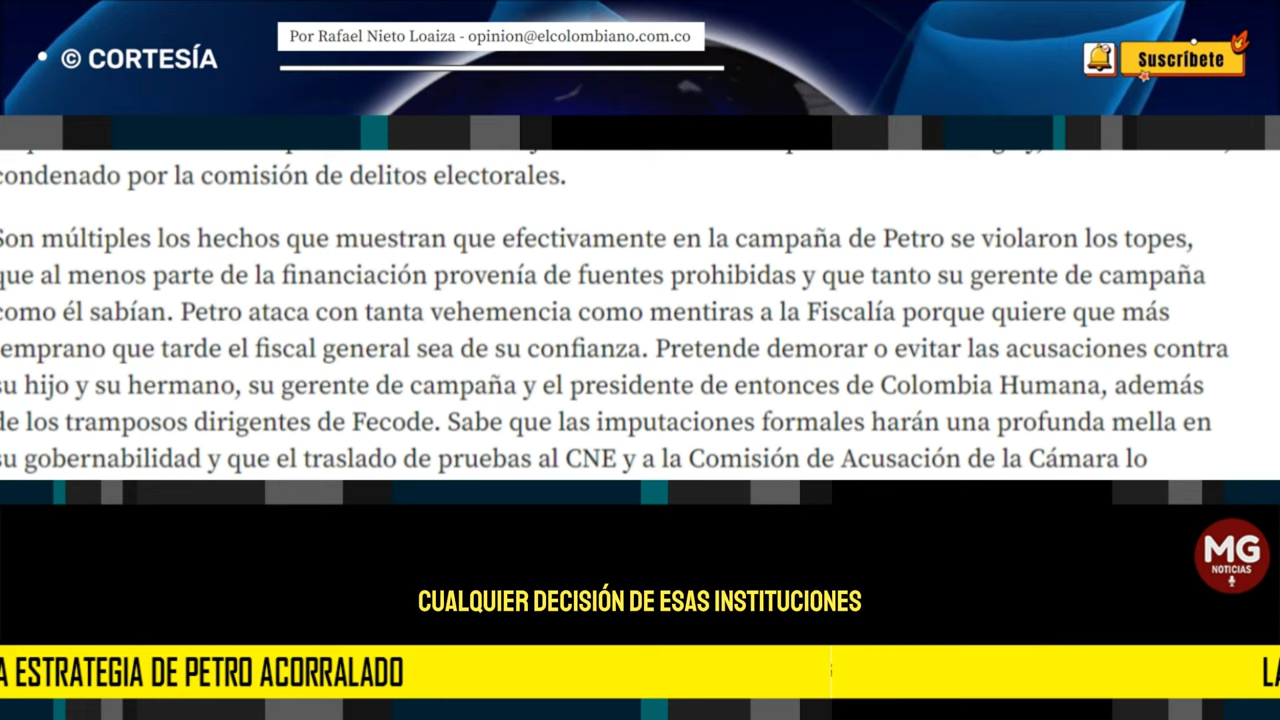 Por Rafael Nieto Loaiza - opinion@elcolombiano.com.co
© CORTESÍA
Suscríbete
condenado por la comisión de delitos electorales.
Son múltiples los hechos que muestran que efectivamente en la campaña de Petro se violaron los topes,
que al menos parte de la financiación provenía de fuentes prohibidas y que tanto su gerente de campaña
como él sabían. Petro ataca con tanta vehemencia como mentiras a la Fiscalía porque quiere que más
temprano que tarde el fiscal general sea de su confianza. Pretende demorar o evitar las acusaciones contra
su hijo y su hermano, su gerente de campaña y el presidente de entonces de Colombia Humana, además
de los tramposos dirigentes de Fecode. Sabe que las imputaciones formales harán una profunda mella en
su gobernabilidad y que el traslado de pruebas al CNE y a la Comisión de Acusación de la Cámara lo
MG
NOTICIAS
CUALQUIER DECISIÓN DE ESAS INSTITUCIONES
A ESTRATEGIA DE PETRO ACORRALADO
LA